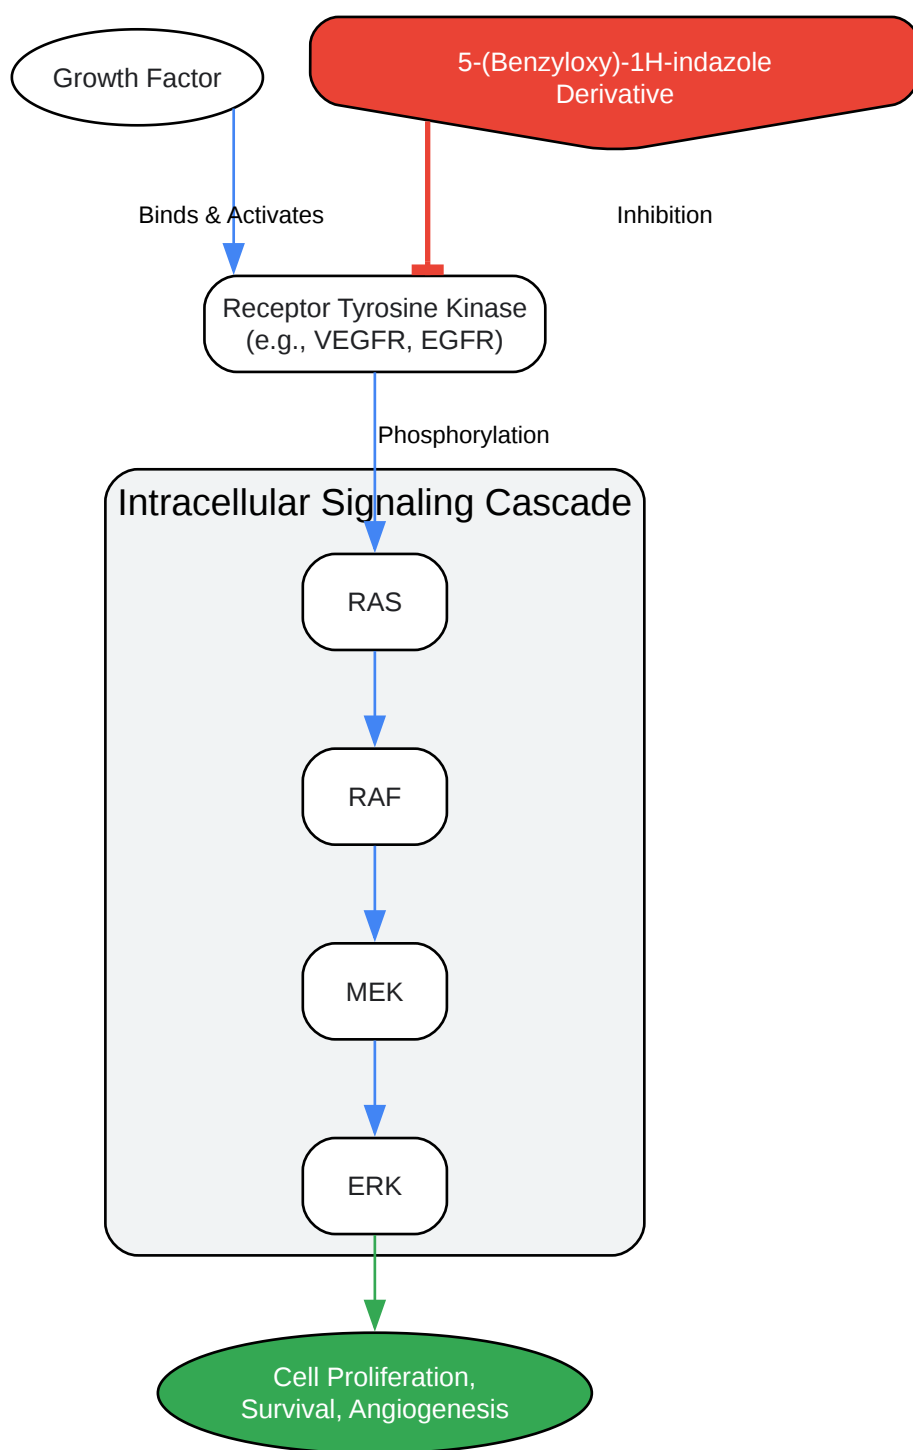 Growth Factor
5-(Benzyloxy)-1H-indazole
Derivative
Binds & Activates
Inhibition
Receptor Tyrosine Kinase
(e.g., VEGFR, EGFR)
Phosphorylation
Intracellular Signaling Cascade
RAS
RAF
MEK
ERK
Cell Proliferation,
Survival, Angiogenesis